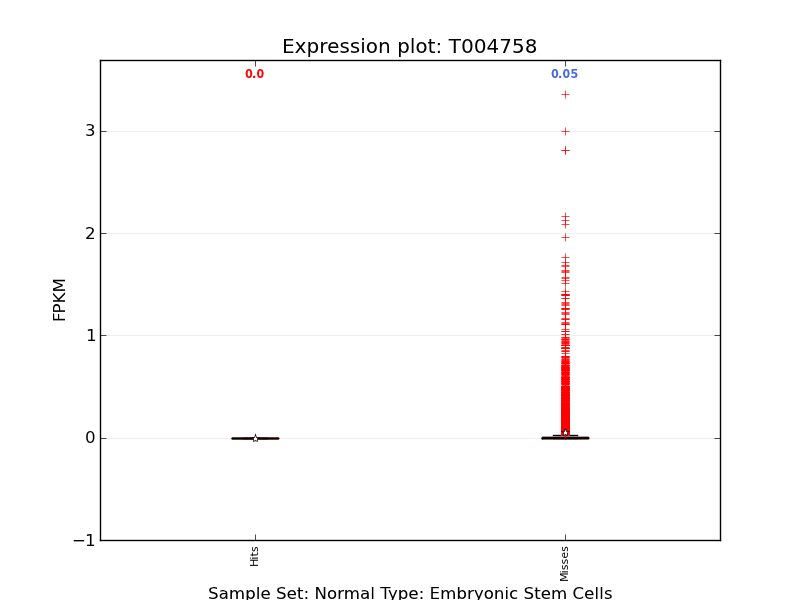 Expression plot: T004758
0.0
0.05
3
2
1
0
−1
FPKM
Hits
Misses
Sample Set: Normal Type: Embryonic Stem Cells